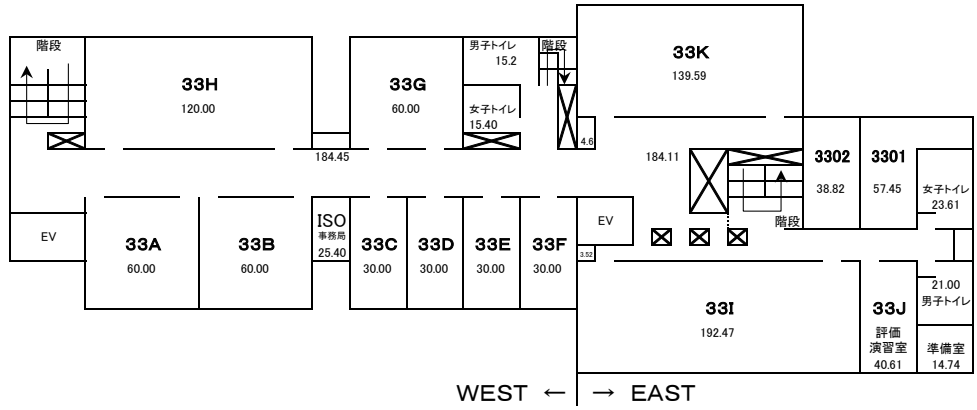 階段
33H
120.00
33G
60.00
男子トイレ
15.2
階段
33K
139.59
女子トイレ
15.40
4.6
184.45
184.11
3302
38.82
3301
57.45
女子トイレ
23.61
階段
EV
33A
60.00
33B
60.00
ISO
事務局
25.40
33C
30.00
33D
30.00
33E
30.00
33F
30.00
EV
3.52
33I
192.47
33J
評価
演習室
40.61
21.00
男子トイレ
準備室
14.74
WEST ← → EAST